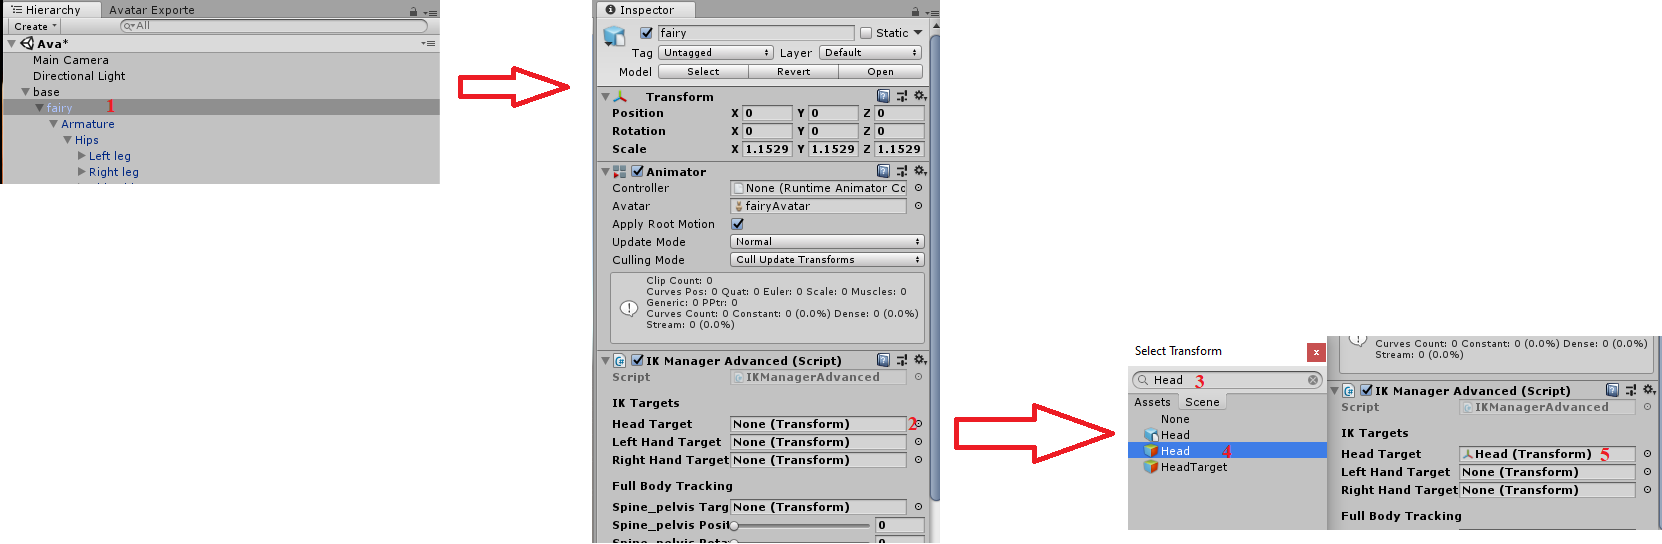 Hierarchy
Avatar Exporte
Create
All
Ava*
Main Camera
Directional Light
base
fairy 1
Armature
Hips
Left leg
Right leg
Inspector
fairy
Static
Tag Untagged Layer Default
Model Select Revert Open
Transform
Position X 0 Y 0 Z 0
Rotation X 0 Y 0 Z 0
Scale X 1.1529 Y 1.1529 Z 1.1529
Animator
Controller None (Runtime Animator Co
Avatar fairyAvatar
Apply Root Motion
Update Mode Normal
Culling Mode Cull Update Transforms
Clip Count: 0
Curves Pos: 0 Quat: 0 Euler: 0 Scale: 0 Muscles: 0
Generic: 0 PPtr: 0
Curves Count: 0 Constant: 0 (0.0%) Dense: 0 (0.0%)
Stream: 0 (0.0%)
IK Manager Advanced (Script)
Script IKManagerAdvanced
IK Targets
Head Target None (Transform) 2
Left Hand Target None (Transform)
Right Hand Target None (Transform)
Full Body Tracking
Spine_pelvis Targ None (Transform)
Spine_pelvis Posit 0
Spine_pelvis Rota 0
Select Transform x
Head 3
Assets Scene
None
Head
Head 4
HeadTarget
Curves Count: 0 Constant: 0 (0.0%) Dense: 0 (0.0%)
Stream: 0 (0.0%)
IK Manager Advanced (Script)
Script IKManagerAdvanced
IK Targets
Head Target Head (Transform) 5
Left Hand Target None (Transform)
Right Hand Target None (Transform)
Full Body Tracking